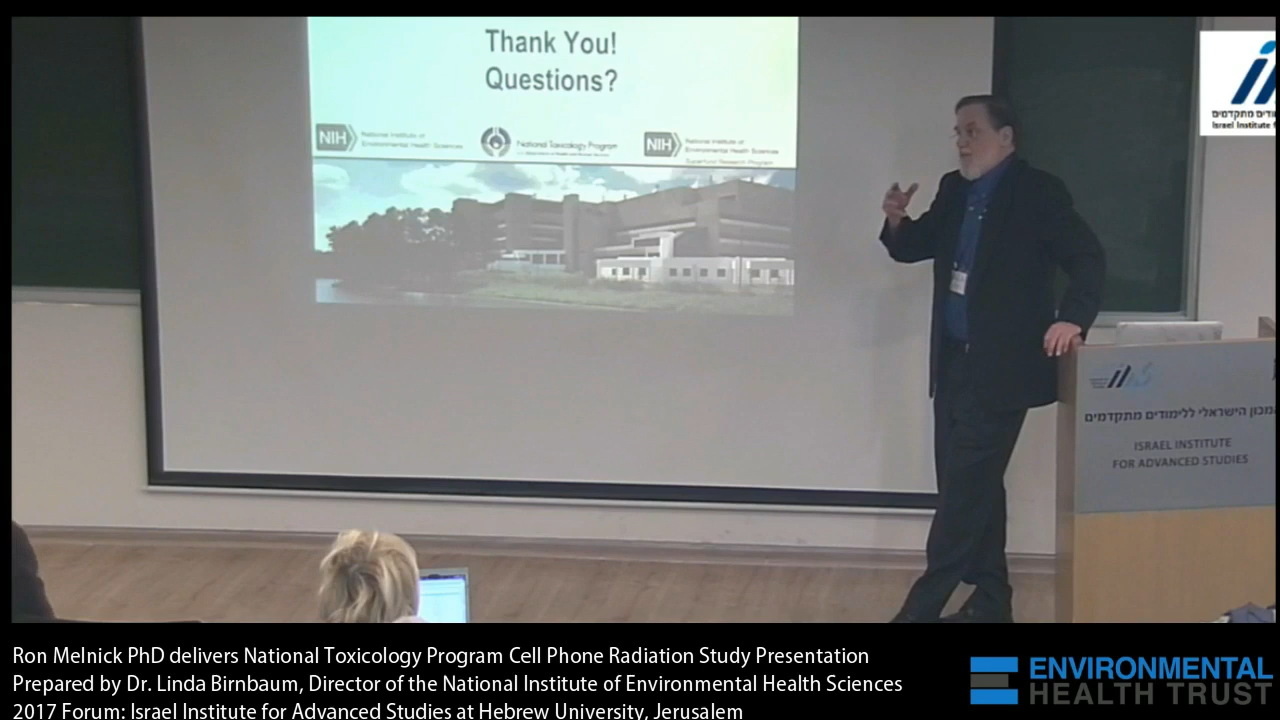 Thank You!
Questions?
NIH
National Institute of
Environmental Health Sciences
National Toxicology Program
NIH
National Institute of
Environmental Health Sciences
Superfund Research Program
Israel Institute
מכון הישראלי ללימודים מתקדמים
ISRAEL INSTITUTE
FOR ADVANCED STUDIES
Ron Melnick PhD delivers National Toxicology Program Cell Phone Radiation Study Presentation
Prepared by Dr. Linda Birnbaum, Director of the National Institute of Environmental Health Sciences
2017 Forum: Israel Institute for Advanced Studies at Hebrew University, Jerusalem
ENVIRONMENTAL
HEALTH TRUST